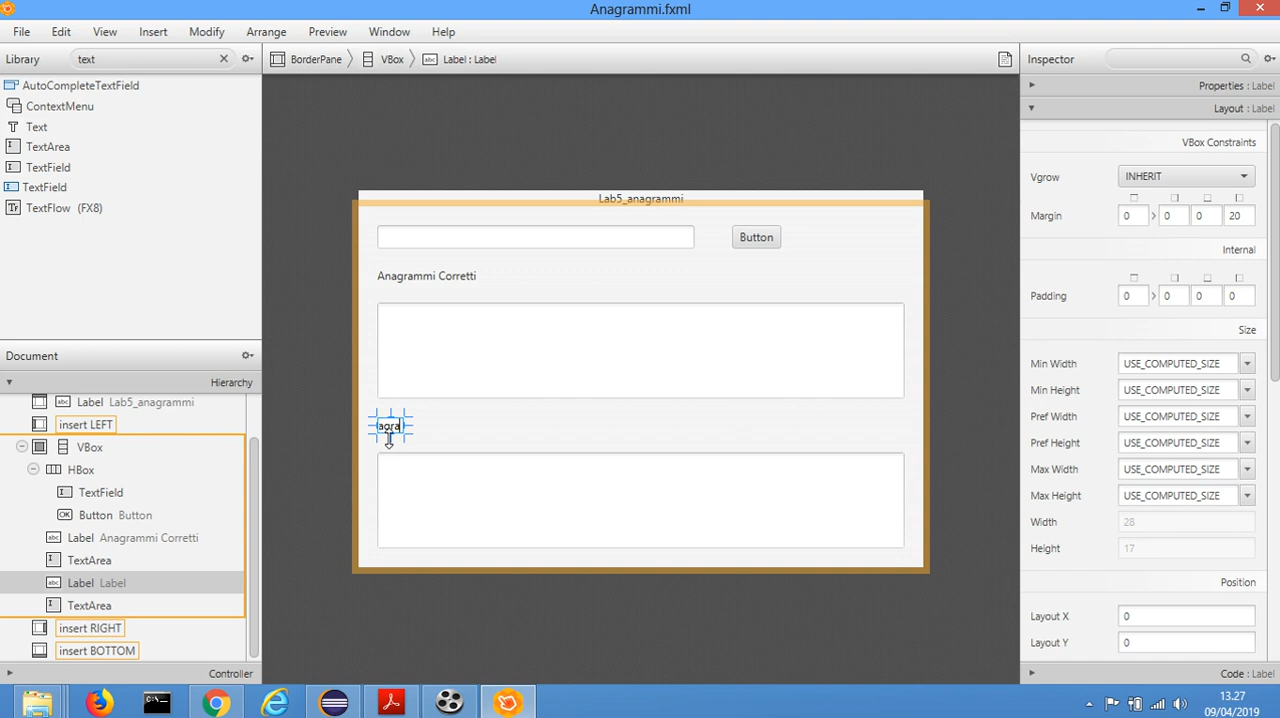 Anagrammi.fxml
File Edit View Insert Modify Arrange Preview Window Help
Library text
BorderPane VBox Label : Label
Inspector
AutoCompleteTextField
ContextMenu
Text
TextArea
TextField
TextField
TextFlow (FX8)
Document
Hierarchy
Label Lab5_anagrammi
insert LEFT
VBox
HBox
TextField
Button Button
Label Anagrammi Corretti
TextArea
Label Label
TextArea
insert RIGHT
insert BOTTOM
Controller
Lab5_anagrammi
Button
Anagrammi Corretti
agra
Properties : Label
Layout : Label
VBox Constraints
Vgrow INHERIT
Margin 0 0 0 20
Internal
Padding 0 0 0 0
Size
Min Width USE_COMPUTED_SIZE
Min Height USE_COMPUTED_SIZE
Pref Width USE_COMPUTED_SIZE
Pref Height USE_COMPUTED_SIZE
Max Width USE_COMPUTED_SIZE
Max Height USE_COMPUTED_SIZE
Width 28
Height 17
Position
Layout X 0
Layout Y 0
Code : Label
13.27
09/04/2019